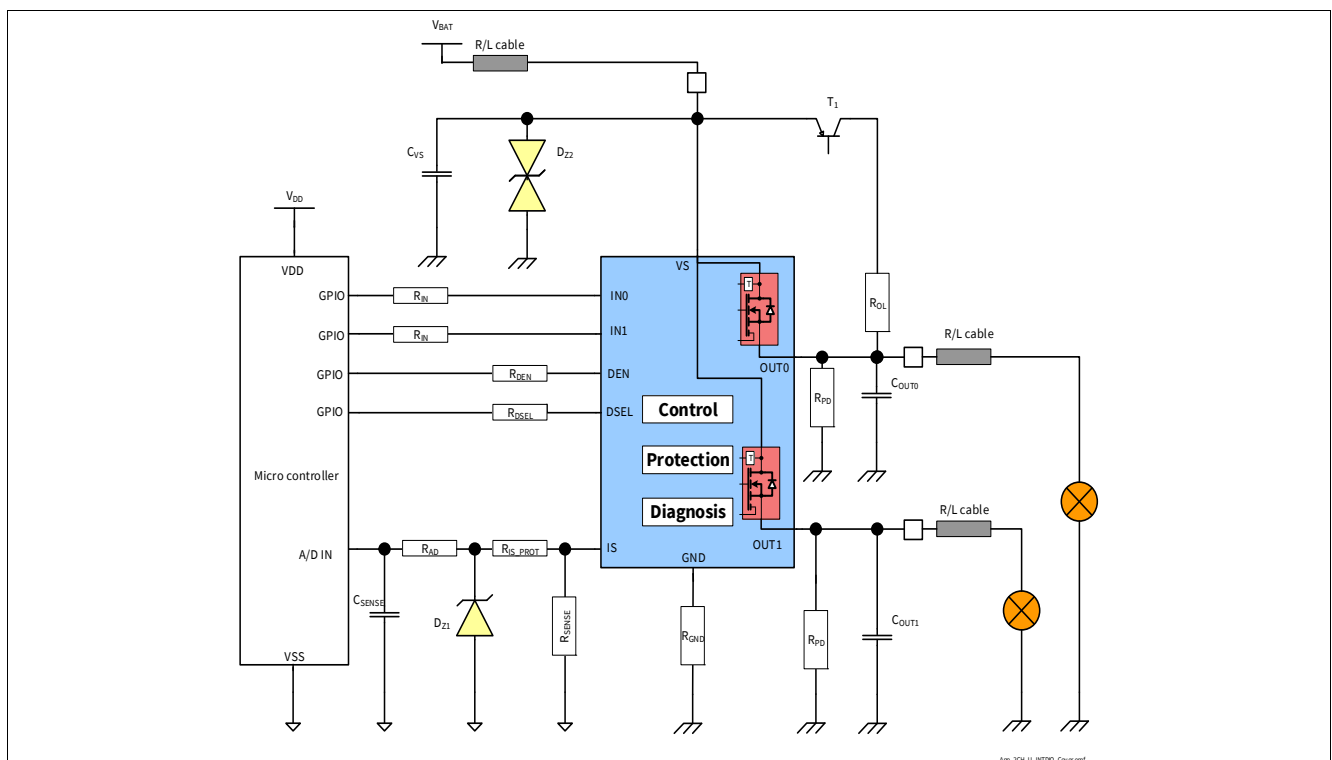 VBAT
R/L cable
T1
CVS
DZ2
VDD
VDD
VS
T
GPIO
RIN
IN0
ROL
GPIO
RIN
IN1
R/L cable
GPIO
RDEN
DEN
OUT0
COUT0
RPD
GPIO
RDSEL
DSEL
Control
T
Protection
Micro controller
Diagnosis
R/L cable
A/D IN
RAD
RIS_PROT
IS
OUT1
GND
CSENSE
DZ1
RSENSE
RGND
RPD
COUT1
VSS